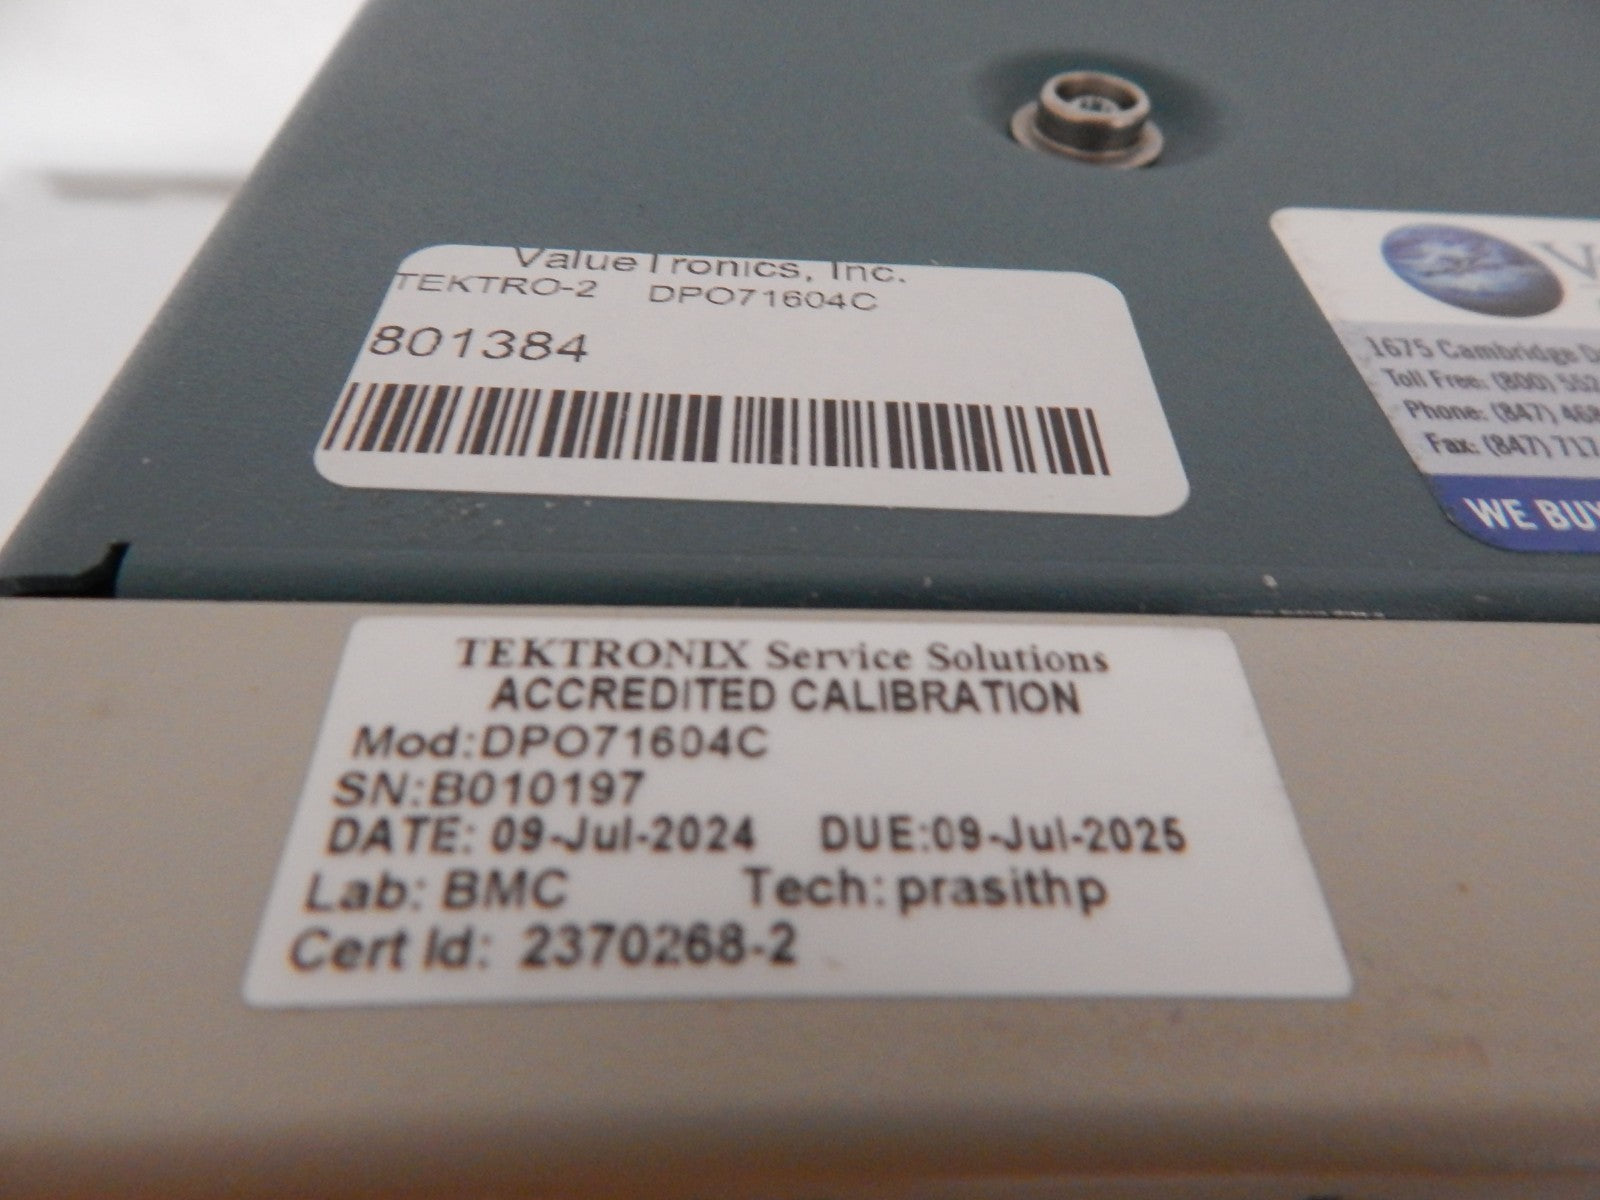 ValueTronics, Inc.
TEKTRO-2 DPO71604C
801384
1675 Cambridge
Toll Free: (800) 552
Phone: (847) 468
Fax: (847) 717
WE BUY
TEKTRONIX Service Solutions
ACCREDITED CALIBRATION
Mod:DPO71604C
SN:B010197
DATE: 09-Jul-2024 DUE:09-Jul-2025
Lab: BMC Tech: prasithp
Cert Id: 2370268-2